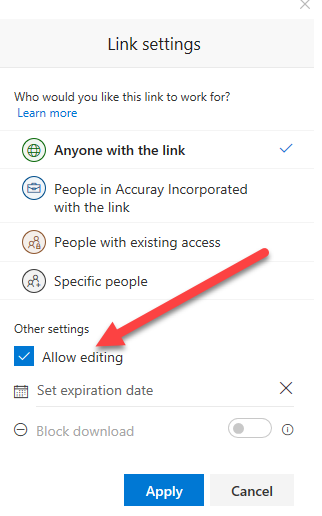 Link settings
Who would you like this link to work for?
Learn more
Anyone with the link
People in Accuray Incorporated
with the link
People with existing access
Specific people
Other settings
Allow editing
Set expiration date
Block download
Apply Cancel